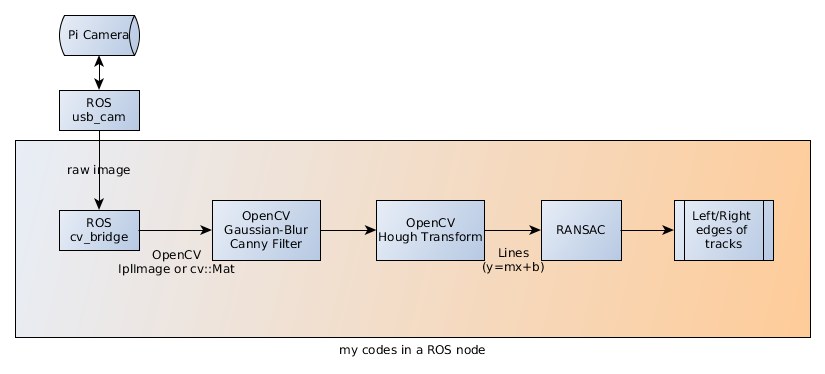 Pi Camera
ROS
usb_cam
raw image
ROS
cv_bridge
OpenCV
IplImage or cv::Mat
OpenCV
Gaussian-Blur
Canny Filter
OpenCV
Hough Transform
Lines
(y=mx+b)
RANSAC
Left/Right
edges of
tracks
my codes in a ROS node